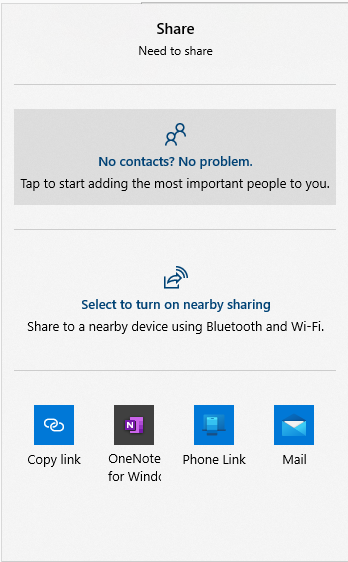 Share
Need to share
No contacts? No problem.
Tap to start adding the most important people to you.
Select to turn on nearby sharing
Share to a nearby device using Bluetooth and Wi-Fi.
Copy link
OneNote
for Windo
Phone Link
Mail